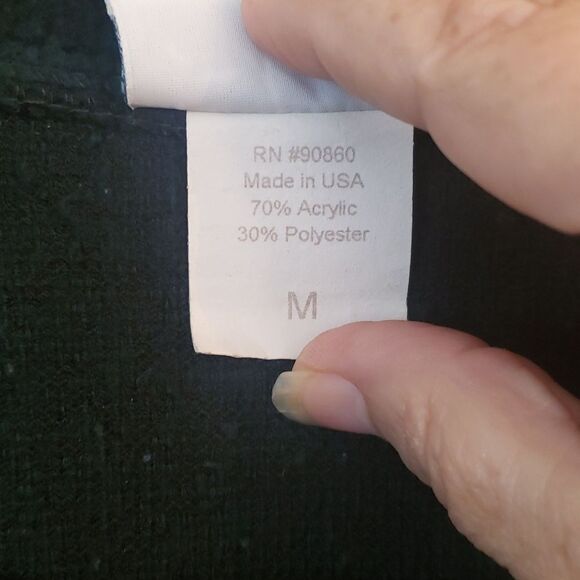 RN #90860
Made in USA
70% Acrylic
30% Polyester
M